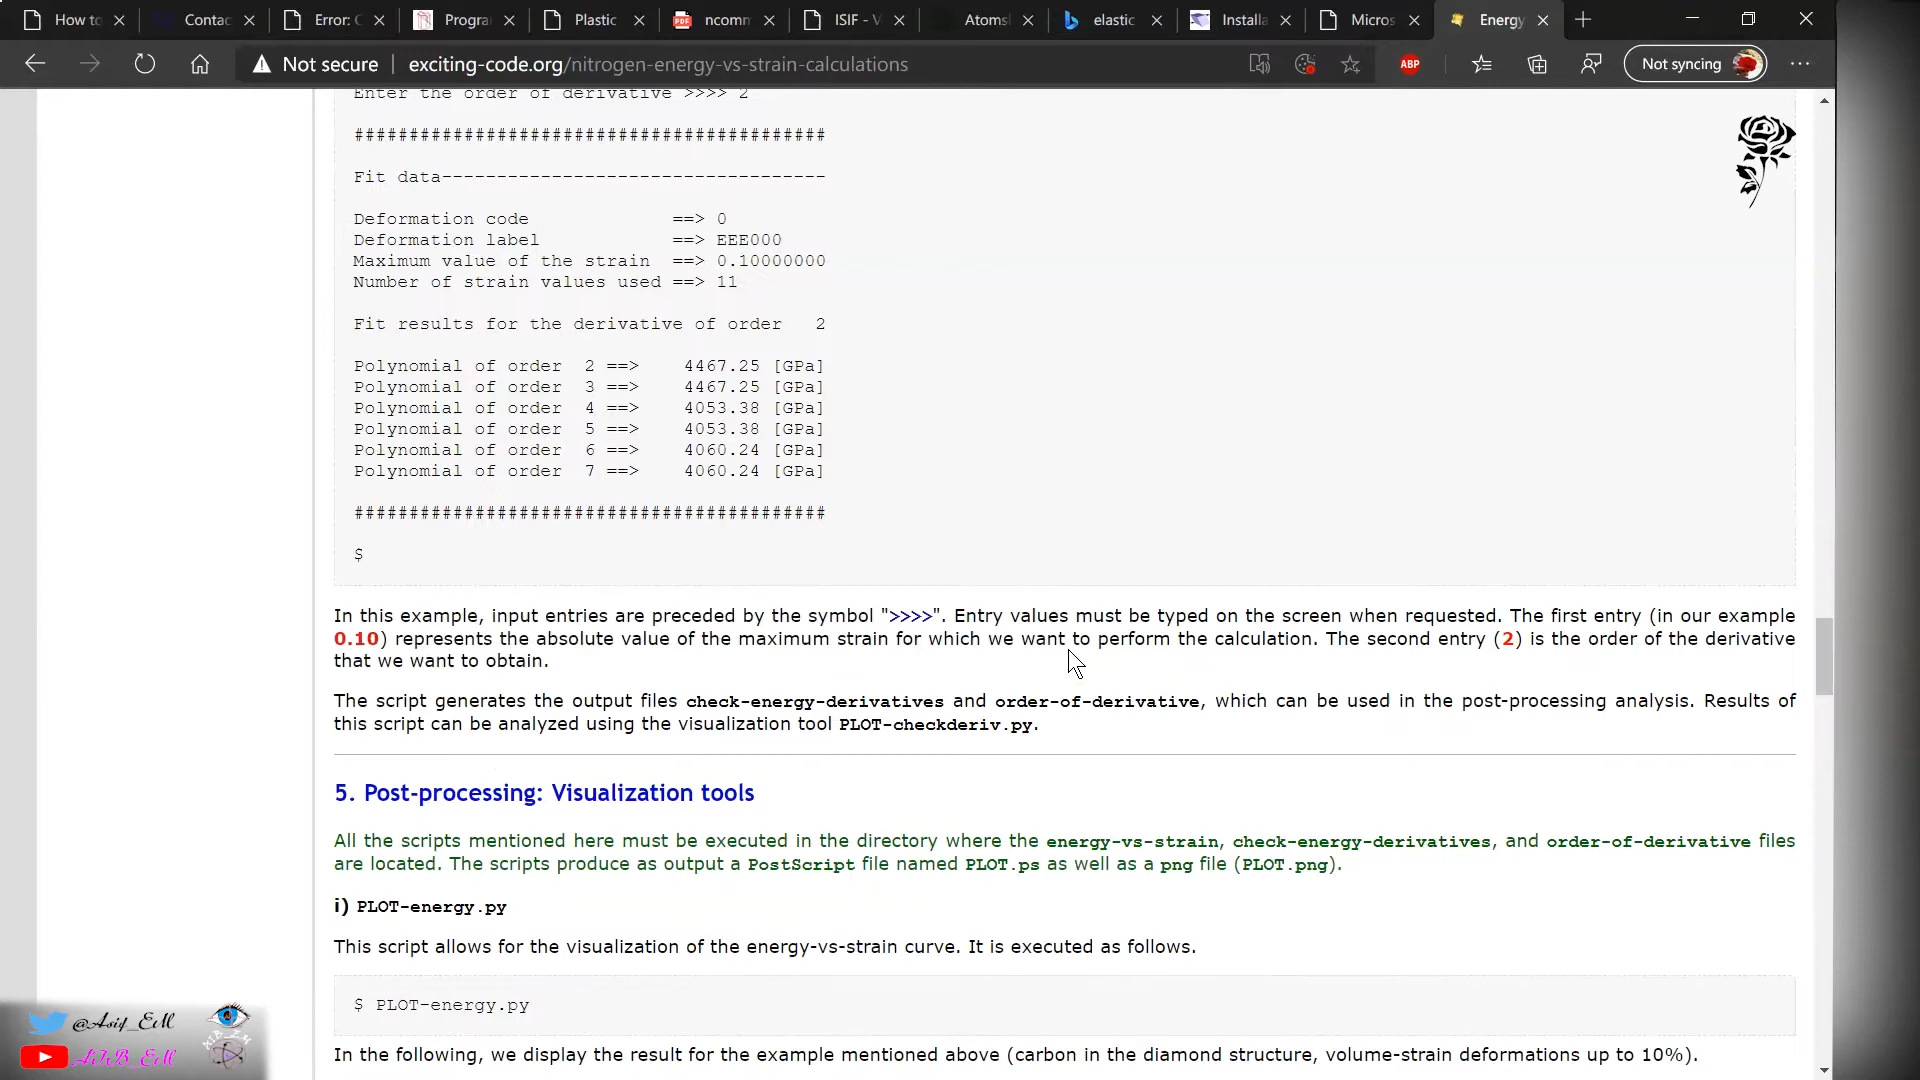 How to
Contac
Error: C
Progra
Plastic
ncomm
ISIF - V
Atomsl
elastic
Installa
Micros
Energy
Not secure
exciting-code.org/nitrogen-energy-vs-strain-calculations
ABP
Not syncing
Enter the order of derivative >>>> 2
###########################################
Fit data-----------------------------------
Deformation code ==> 0
Deformation label ==> EEE000
Maximum value of the strain ==> 0.10000000
Number of strain values used ==> 11
Fit results for the derivative of order 2
Polynomial of order 2 ==> 4467.25 [GPa]
Polynomial of order 3 ==> 4467.25 [GPa]
Polynomial of order 4 ==> 4053.38 [GPa]
Polynomial of order 5 ==> 4053.38 [GPa]
Polynomial of order 6 ==> 4060.24 [GPa]
Polynomial of order 7 ==> 4060.24 [GPa]
###########################################
$
In this example, input entries are preceded by the symbol ">>>>". Entry values must be typed on the screen when requested. The first entry (in our example
0.10) represents the absolute value of the maximum strain for which we want to perform the calculation. The second entry (2) is the order of the derivative
that we want to obtain.
The script generates the output files check-energy-derivatives and order-of-derivative, which can be used in the post-processing analysis. Results of
this script can be analyzed using the visualization tool PLOT-checkderiv.py.
5. Post-processing: Visualization tools
All the scripts mentioned here must be executed in the directory where the energy-vs-strain, check-energy-derivatives, and order-of-derivative files
are located. The scripts produce as output a PostScript file named PLOT.ps as well as a png file (PLOT.png).
i) PLOT-energy.py
This script allows for the visualization of the energy-vs-strain curve. It is executed as follows.
$ PLOT-energy.py
In the following, we display the result for the example mentioned above (carbon in the diamond structure, volume-strain deformations up to 10%).
@Asif_EM